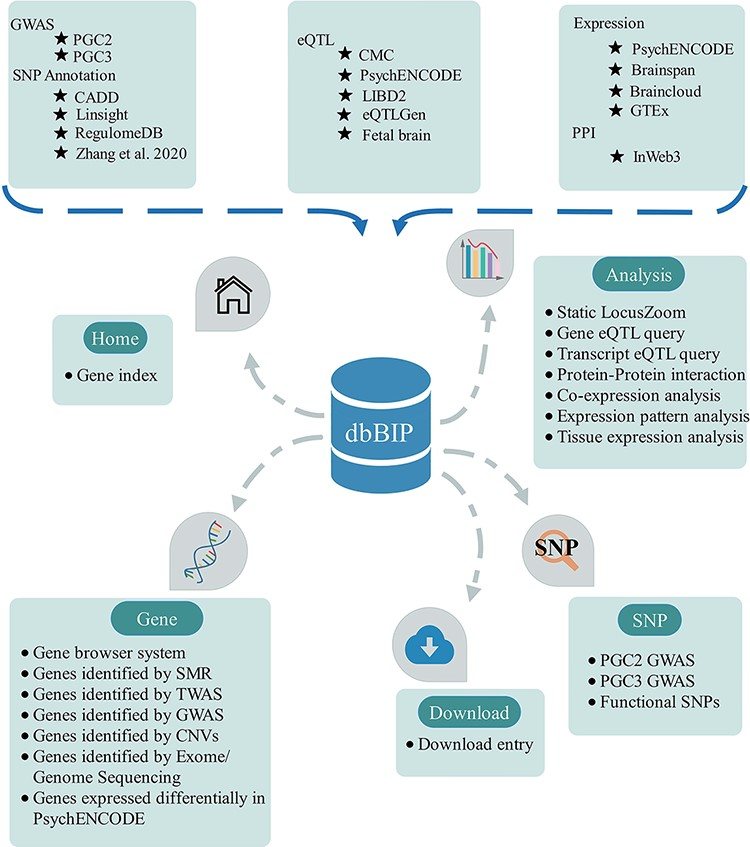 GWAS
★ PGC2
★ PGC3
SNP Annotation
★ CADD
★ Linsight
★ RegulomeDB
★ Zhang et al. 2020
eQTL
★ CMC
★ PsychENCODE
★ LIBD2
★ eQTLGen
★ Fetal brain
Expression
★ PsychENCODE
★ Brainspan
★ Braincloud
★ GTEx
PPI
★ InWeb3
Home
• Gene index
Analysis
• Static LocusZoom
• Gene eQTL query
• Transcript eQTL query
• Protein-Protein interaction
• Co-expression analysis
• Expression pattern analysis
• Tissue expression analysis
dbBIP
SNP
Gene
• Gene browser system
• Genes identified by SMR
• Genes identified by TWAS
• Genes identified by GWAS
• Genes identified by CNVs
• Genes identified by Exome/
Genome Sequencing
• Genes expressed differentially in
PsychENCODE
Download
• Download entry
SNP
• PGC2 GWAS
• PGC3 GWAS
• Functional SNPs